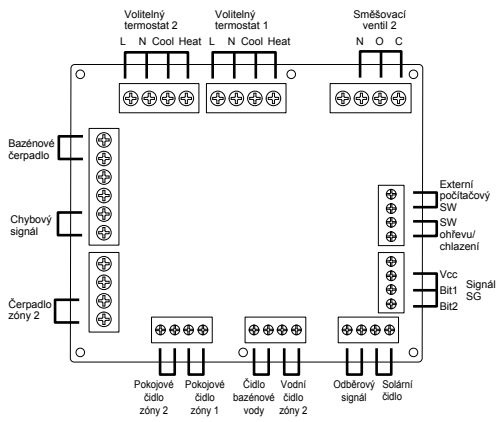 Volitelný
termostat 2
L N Cool Heat
Volitelný
termostat 1
L N Cool Heat
Směšovací
ventil 2
N O C
Bazénové
čerpadlo
Chybový
signál
Čerpadlo
zóny 2
Externí
počítačový
SW
SW
ohřevu/
chlazení
Vcc
Bit1
Bit2
Signál
SG
Pokojové
čidlo
zóny 2
Pokojové
čidlo
zóny 1
Čidlo
bazénové
vody
Vodní
čidlo
zóny 2
Odběrový
signál
Solární
čidlo